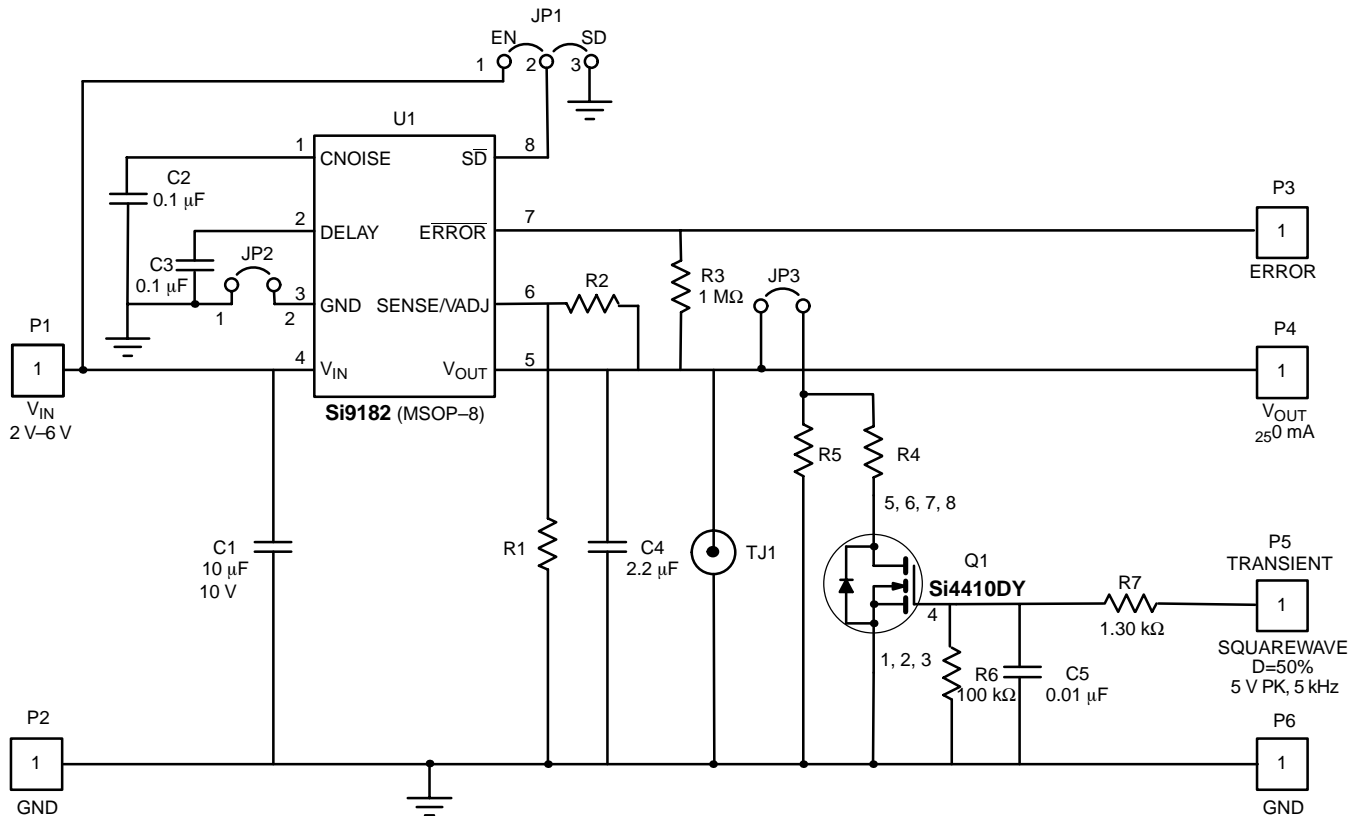 JP1
EN SD
1 2 3
U1
1 CNOISE SD 8
C2
0.1 μF
2 DELAY ERROR 7
P3
1
ERROR
C3
0.1 μF
JP2
1 2
3 GND SENSE/VADJ 6
R2
R3
1 MΩ
JP3
P1
1
VIN
2 V–6 V
4 VIN VOUT 5
Si9182 (MSOP–8)
P4
1
VOUT
250 mA
R5 R4
5, 6, 7, 8
C1
10 μF
10 V
R1
C4
2.2 μF
TJ1
Q1
Si4410DY
4
1, 2, 3
R7
1.30 kΩ
P5
TRANSIENT
1
SQUAREWAVE
D=50%
5 V PK, 5 kHz
R6
100 kΩ
C5
0.01 μF
P2
1
GND
P6
1
GND